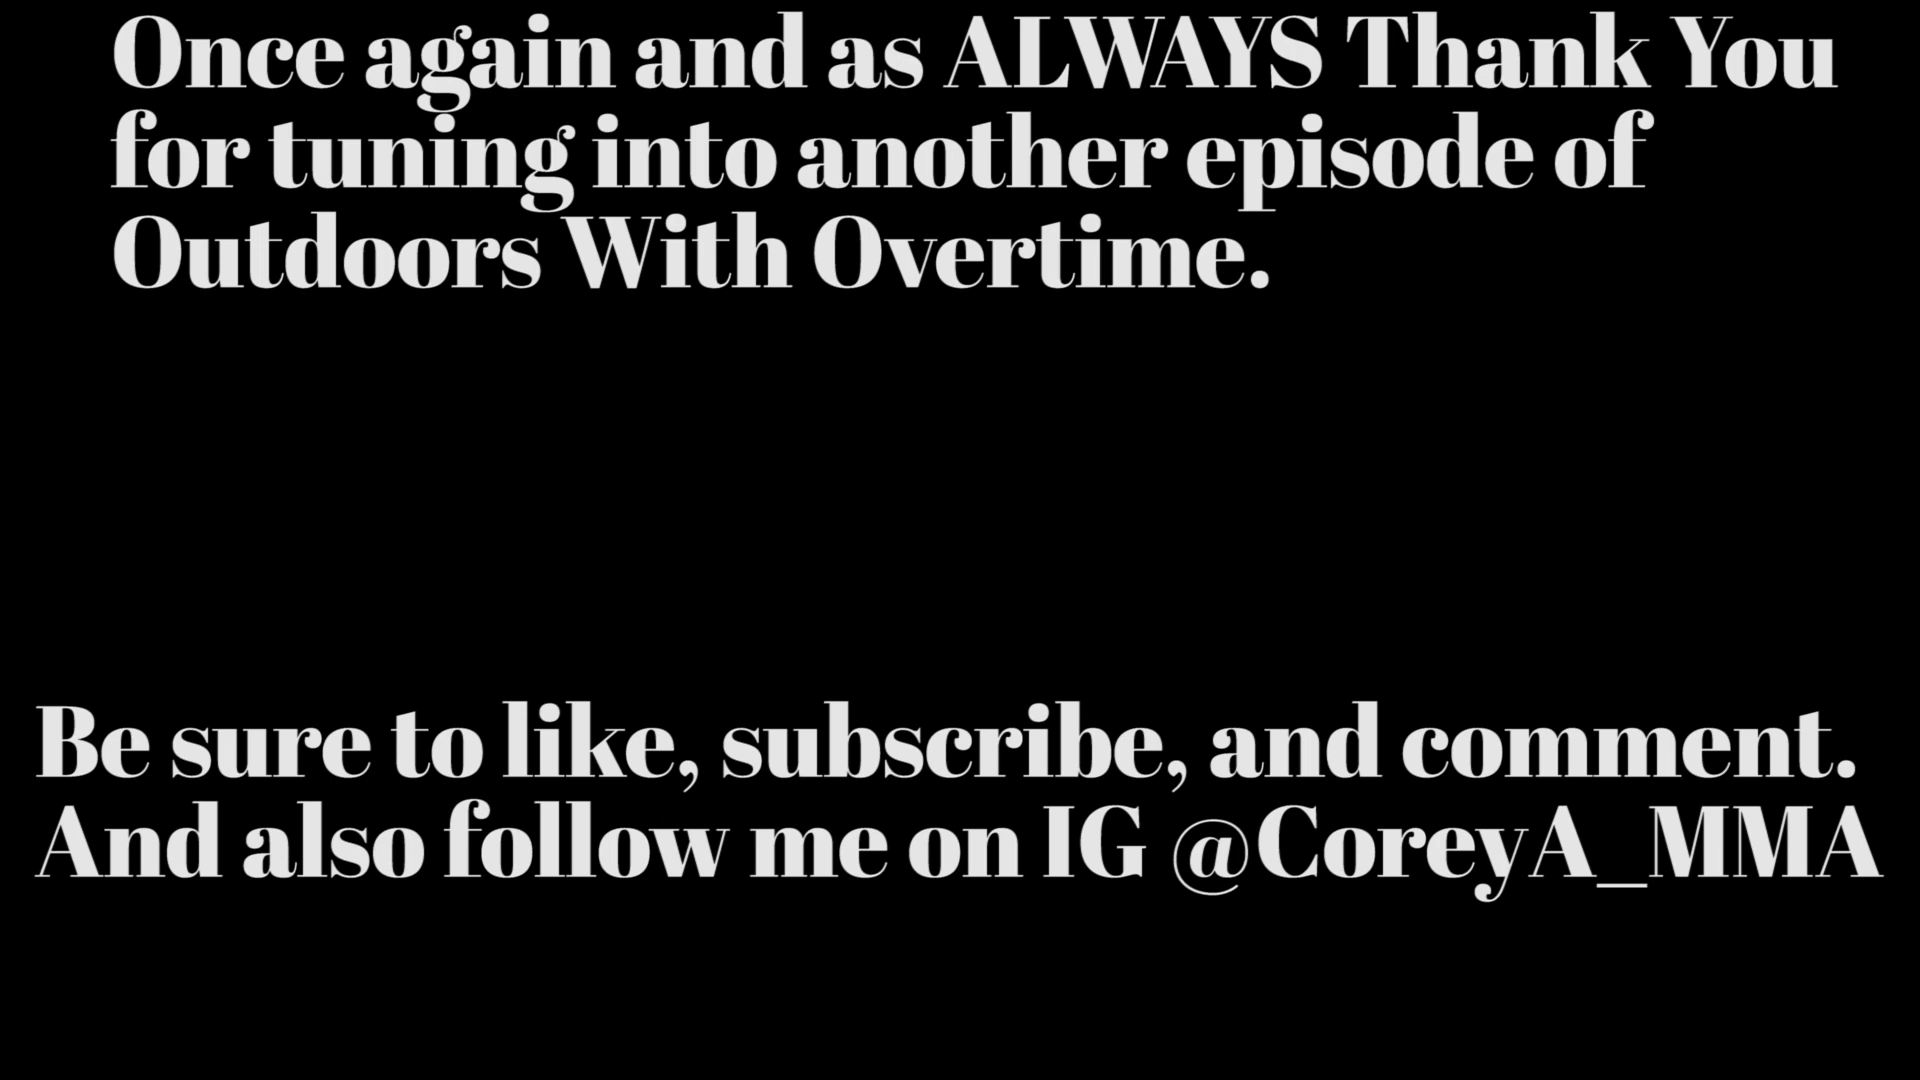 Once again and as ALWAYS Thank You
for tuning into another episode of
Outdoors With Overtime.
Be sure to like, subscribe, and comment.
And also follow me on IG @CoreyA_MMA